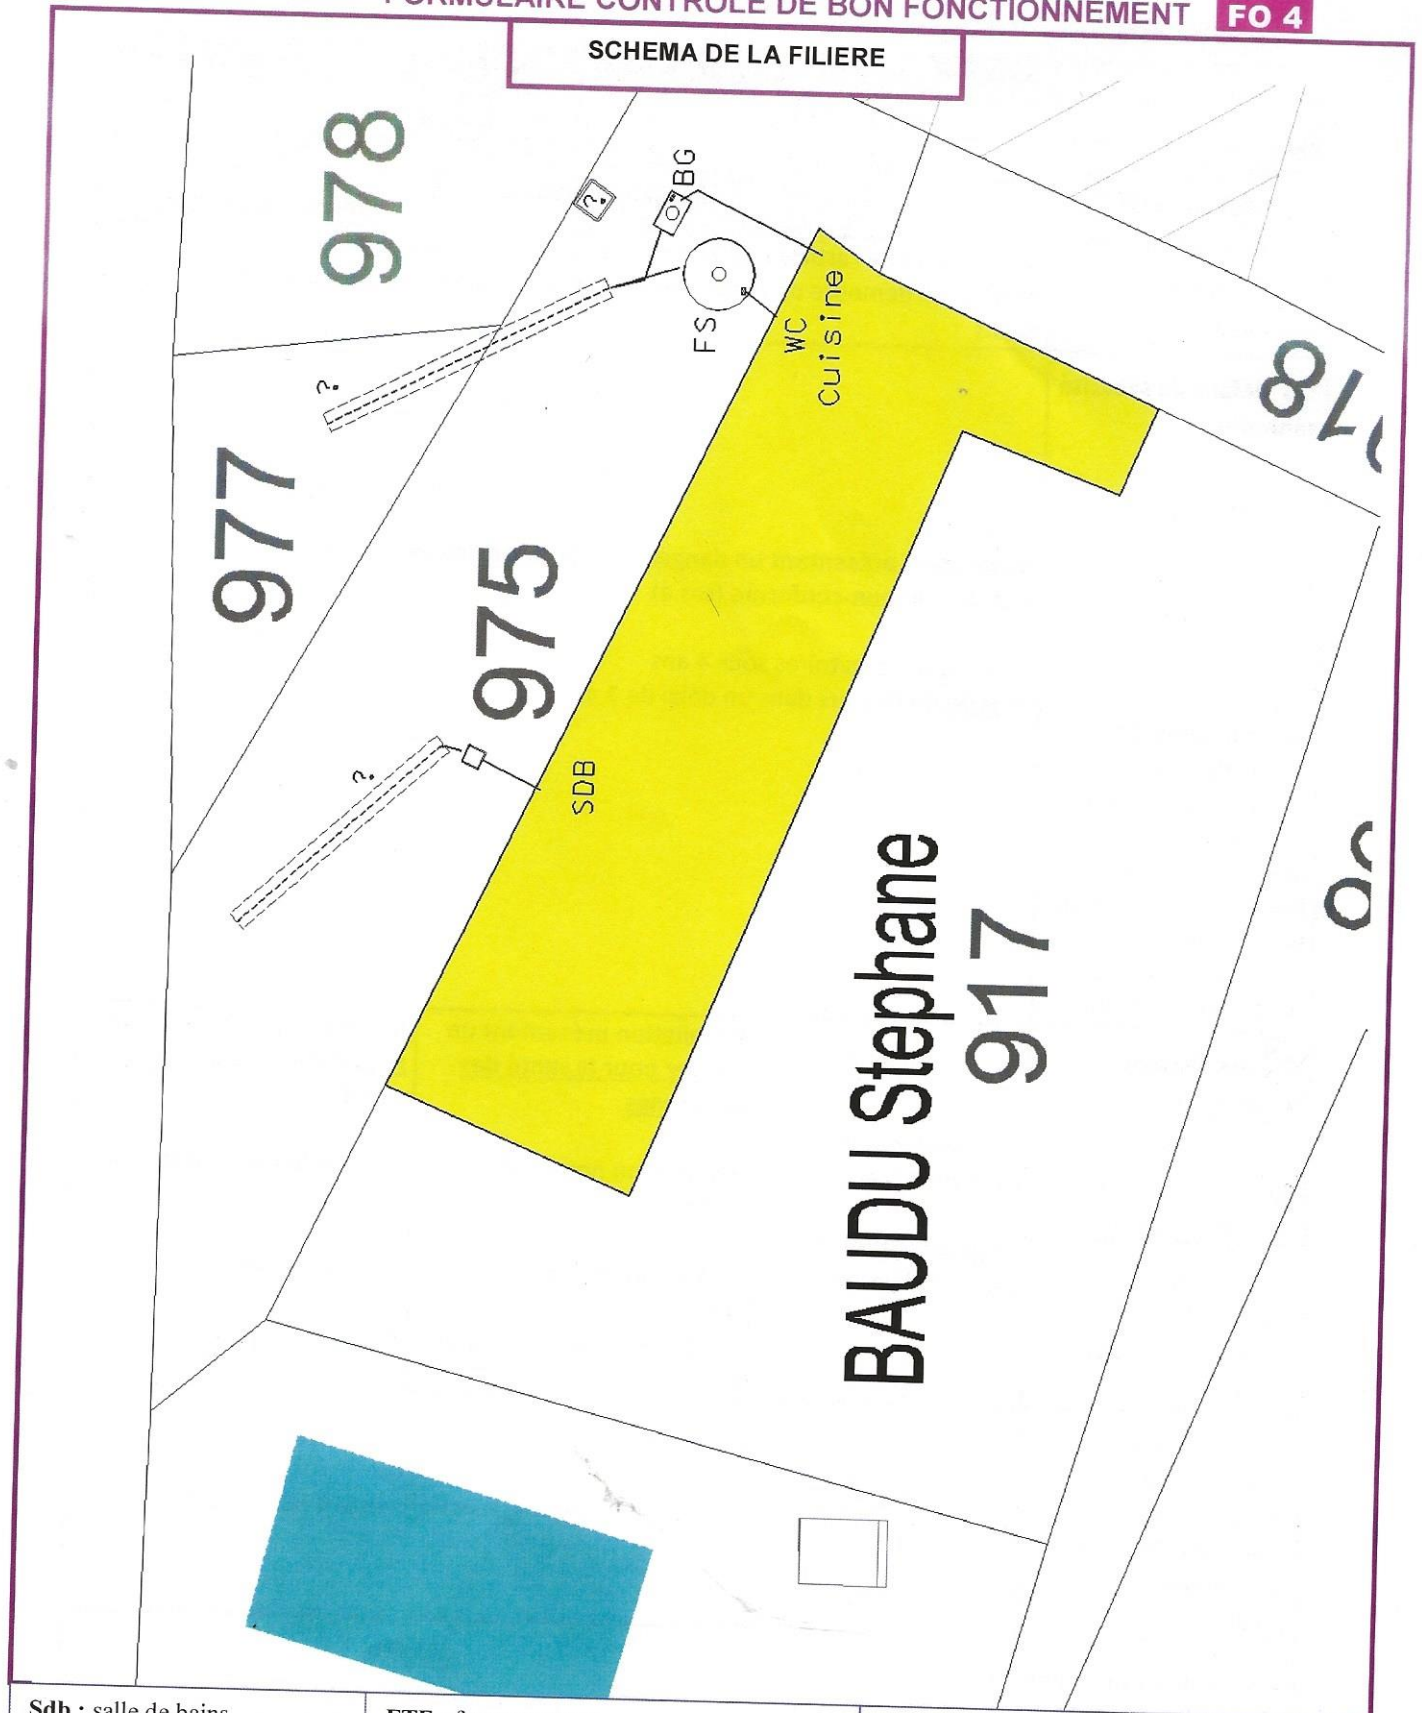 FORMULAIRE CONTROLE DE BON FONCTIONNEMENT FO 4
SCHEMA DE LA FILIERE
978
?
BG
FS
WC
Cuisine
?
977
975
?
SDB
BAUDU Stephane
917
Sdb : salle de bains